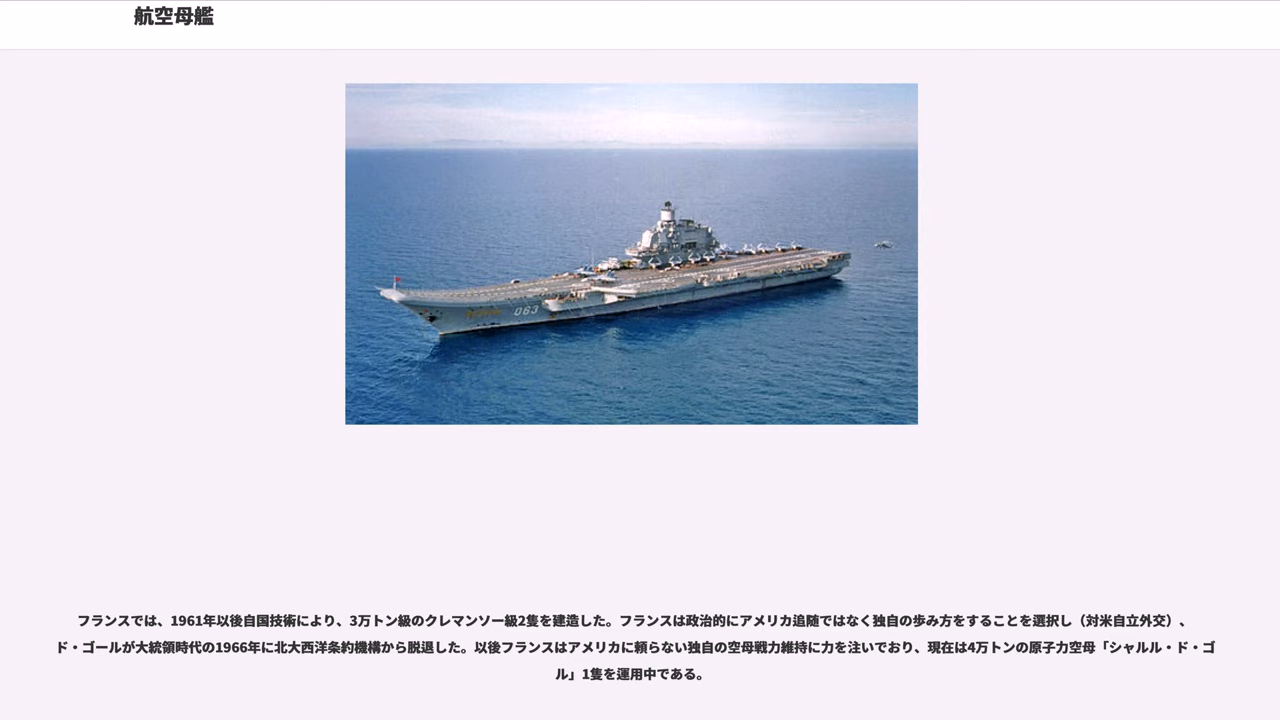 航空母艦
063
フランスでは、1961年以後自国技術により、3万トン級のクレマンソー級2隻を建造した。フランスは政治的にアメリカ追随ではなく独自の歩み方をすることを選択し（対米自立外交）、
ド・ゴールが大統領時代の1966年に北大西洋条約機構から脱退した。以後フランスはアメリカに頼らない独自の空母戦力維持に力を注いでおり、現在は4万トンの原子力空母「シャルル・ド・ゴ
ル」1隻を運用中である。